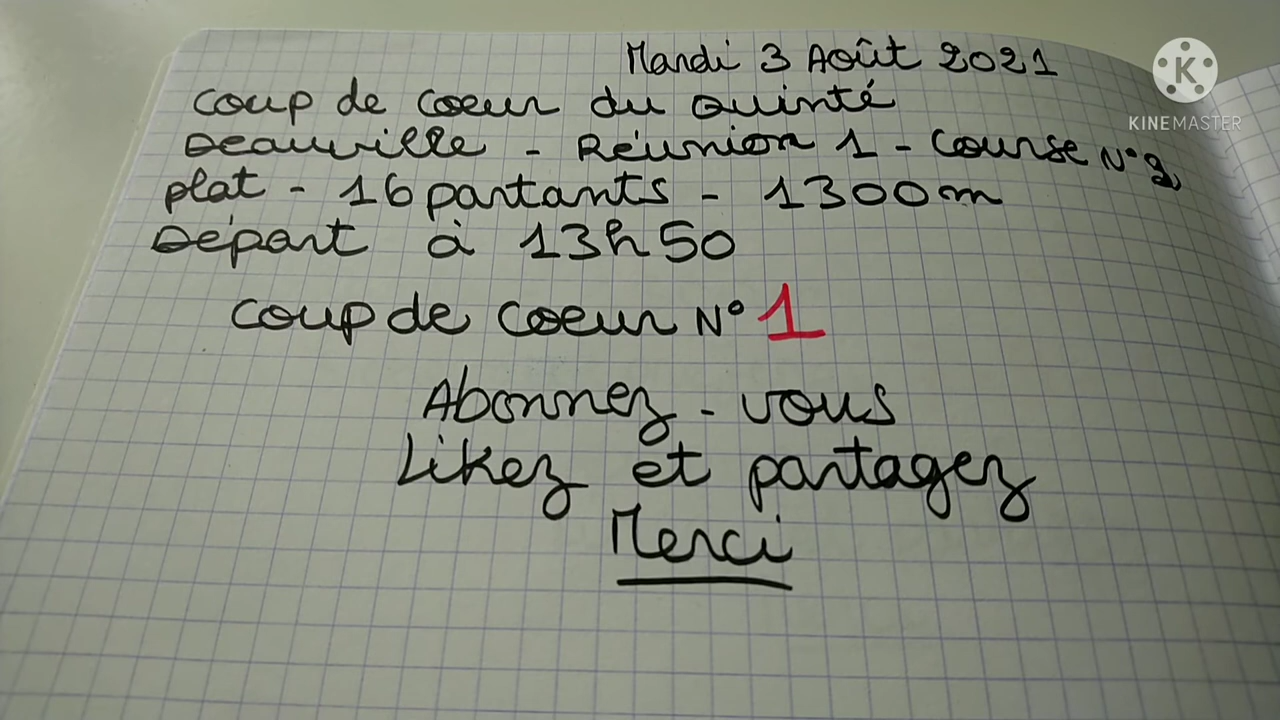 Mardi 3 Août 2021
KINEMASTER
coup de coeur du Quinté
Deauville - Réunion 1 - course N° 2
plat - 16 partants - 1300m
Départ à 13h50
coup de coeur N° 1
Abonnez-vous
Likez et partagez
Merci